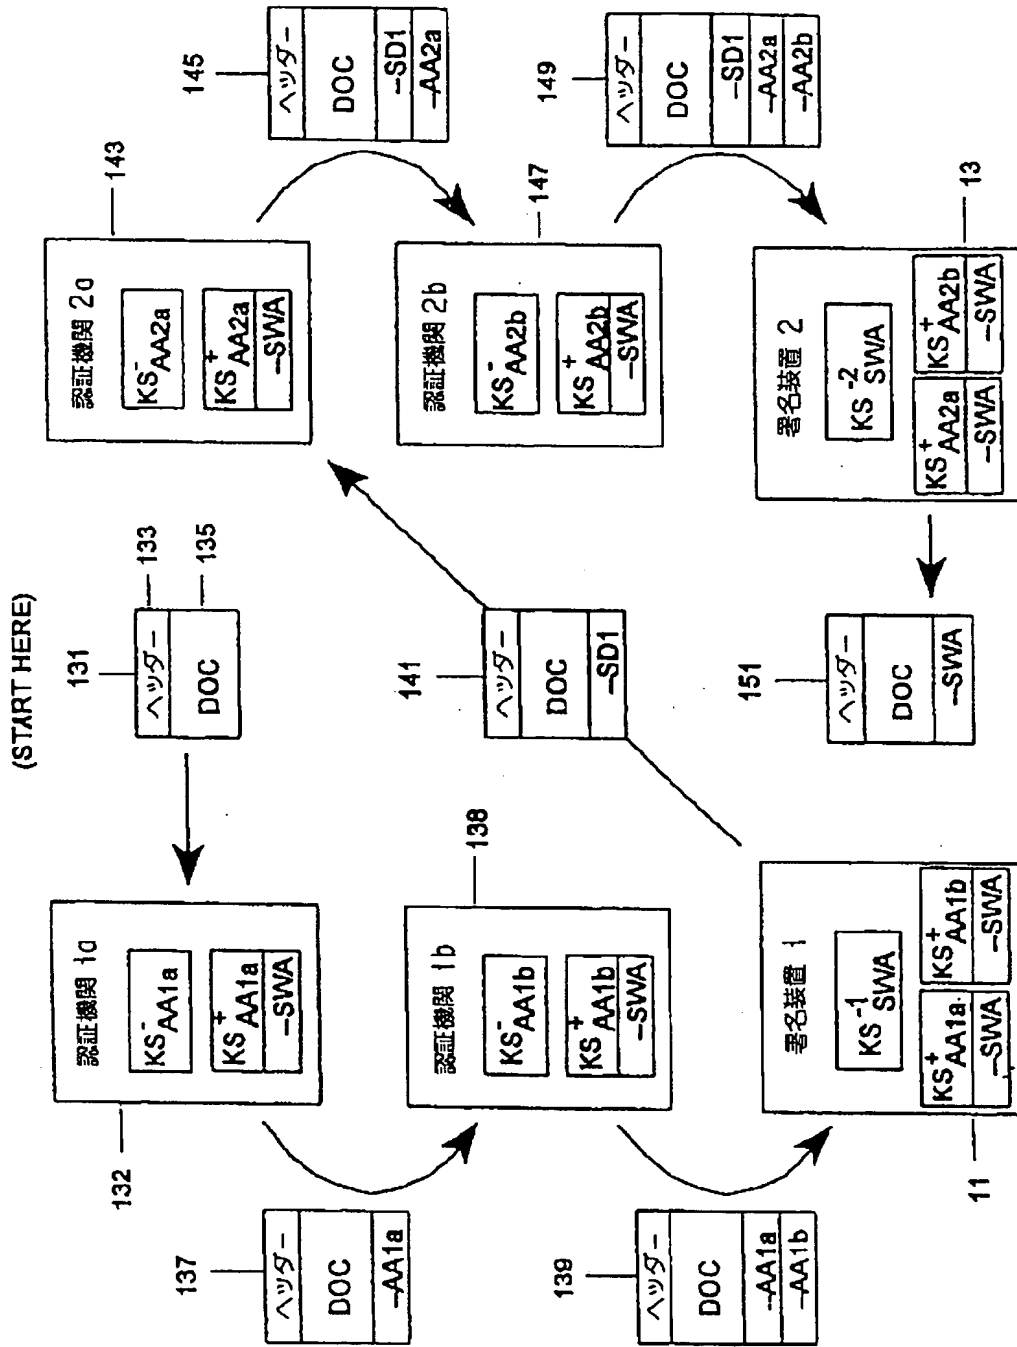 (START HERE)
131
ヘッダー
133
DOC
135
132
認証機関 1a
KS⁻AA1a
KS⁺AA1a
–SWA
137
ヘッダー
DOC
–AA1a
138
認証機関 1b
KS⁻AA1b
KS⁺AA1b
–SWA
139
ヘッダー
DOC
–AA1a
–AA1b
11
署名装置 1
KS⁻¹SWA
KS⁺AA1a
–SWA
KS⁺AA1b
–SWA
141
ヘッダー
DOC
–SD1
143
認証機関 2a
KS⁻AA2a
KS⁺AA2a
–SWA
145
ヘッダー
DOC
–SD1
–AA2a
147
認証機関 2b
KS⁻AA2b
KS⁺AA2b
–SWA
149
ヘッダー
DOC
–SD1
–AA2a
–AA2b
13
署名装置 2
KS⁻²SWA
KS⁺AA2a
–SWA
KS⁺AA2b
–SWA
151
ヘッダー
DOC
–SWA